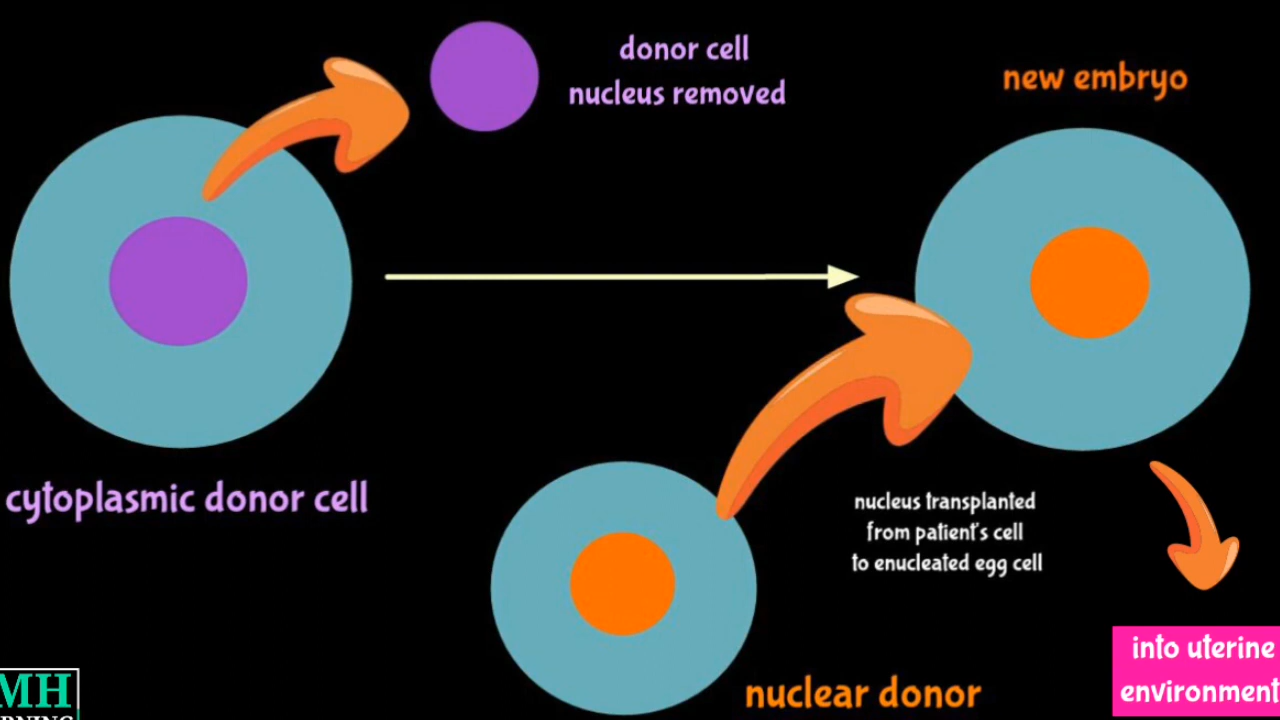 donor cell
nucleus removed
new embryo
cytoplasmic donor cell
nucleus transplanted
from patient's cell
to enucleated egg cell
nuclear donor
into uterine
environment
MH